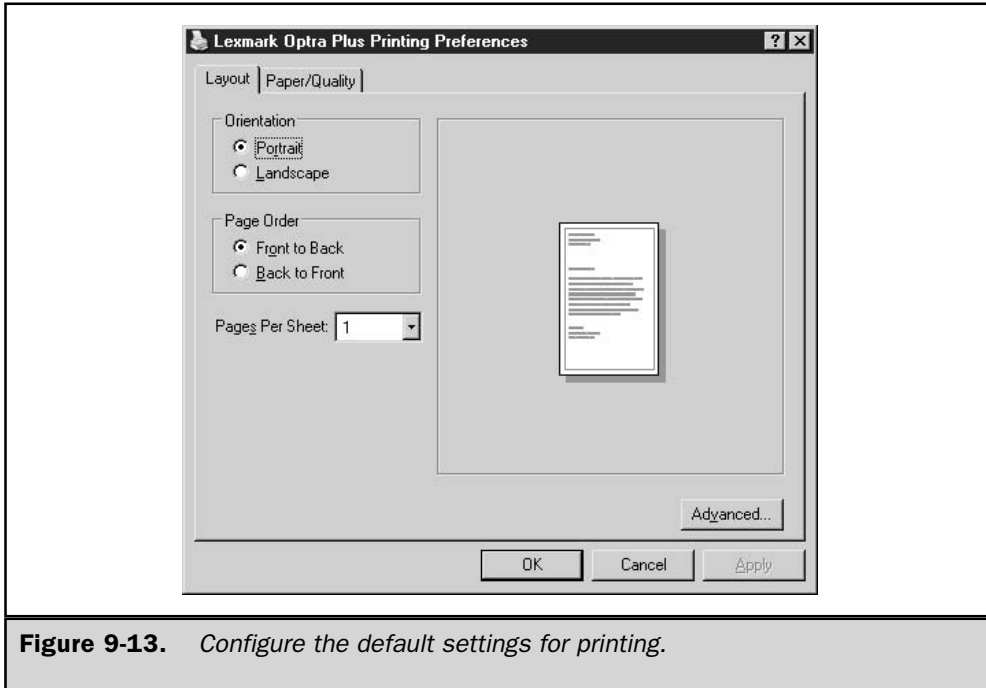 Lexmark Optra Plus Printing Preferences
Layout
Paper/Quality
Orientation
Portrait
Landscape
Page Order
Front to Back
Back to Front
Pages Per Sheet: 1
Advanced...
OK
Cancel
Apply
Figure 9-13. Configure the default settings for printing.